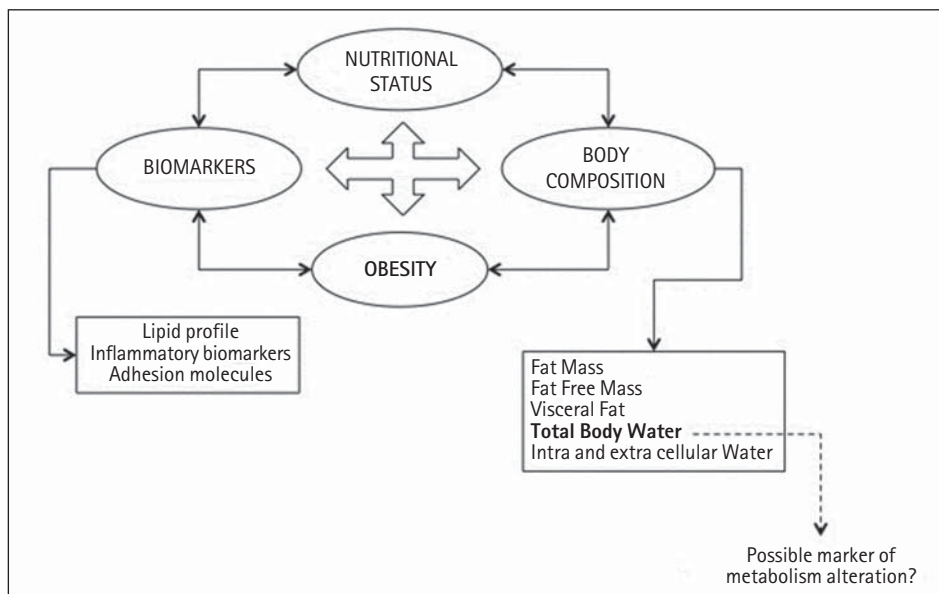 NUTRITIONAL
STATUS
BIOMARKERS
BODY
COMPOSITION
OBESITY
Lipid profile
Inflammatory biomarkers
Adhesion molecules
Fat Mass
Fat Free Mass
Visceral Fat
Total Body Water
Intra and extra cellular Water
Possible marker of
metabolism alteration?